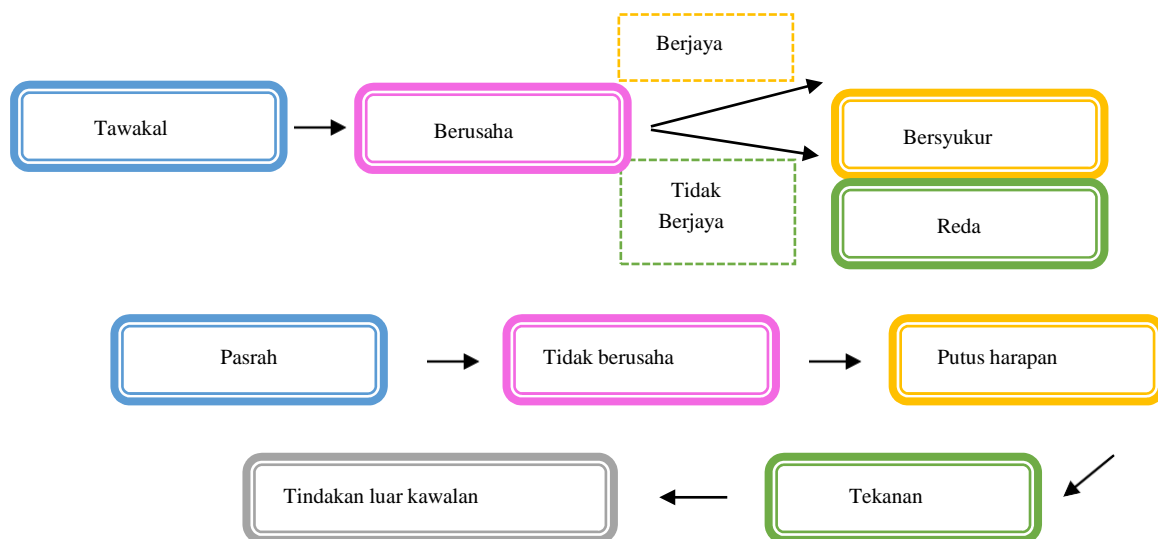 Berjaya
Tawakal
Berusaha
Bersyukur
Tidak
Berjaya
Reda
Pasrah
Tidak berusaha
Putus harapan
Tindakan luar kawalan
Tekanan